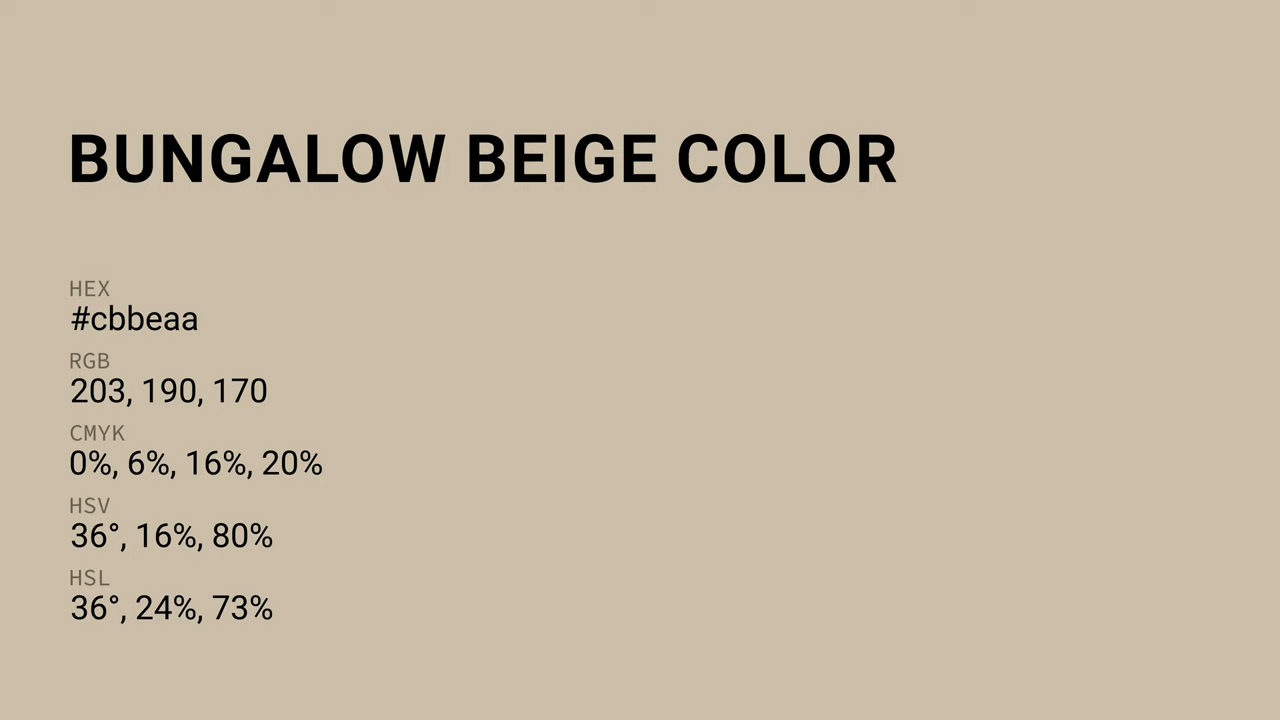 BUNGALOW BEIGE COLOR
HEX
#cbbeaa
RGB
203, 190, 170
CMYK
0%, 6%, 16%, 20%
HSV
36°, 16%, 80%
HSL
36°, 24%, 73%